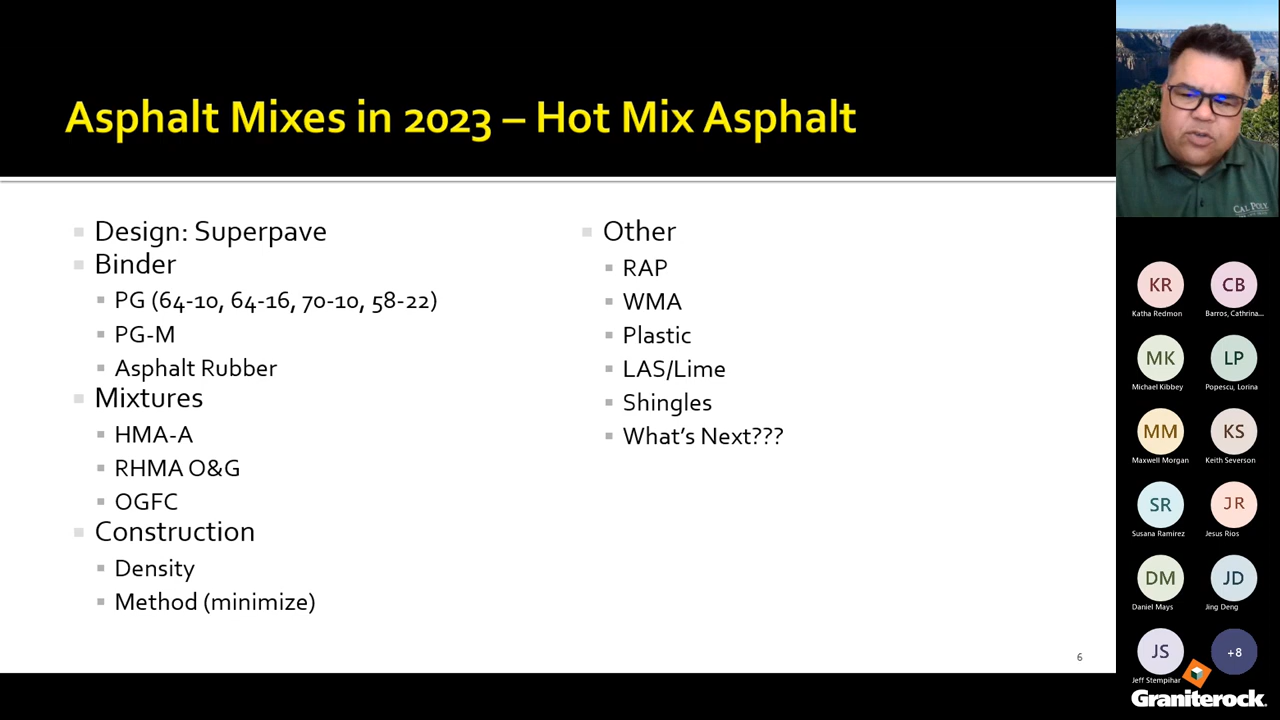 Asphalt Mixes in 2023 – Hot Mix Asphalt
Design: Superpave
Binder
PG (64-10, 64-16, 70-10, 58-22)
PG-M
Asphalt Rubber
Mixtures
HMA-A
RHMA O&G
OGFC
Construction
Density
Method (minimize)
Other
RAP
WMA
Plastic
LAS/Lime
Shingles
What's Next???
6
CAL POLY
KR
Katha Redmon
CB
Barros, Cathrina...
MK
Michael Kibbey
LP
Popescu, Lorina
MM
Maxwell Morgan
KS
Keith Severson
SR
Susana Ramirez
JR
Jesus Rios
DM
Daniel Mays
JD
Jing Deng
JS
Jeff Stempihar
+8
Graniterock.